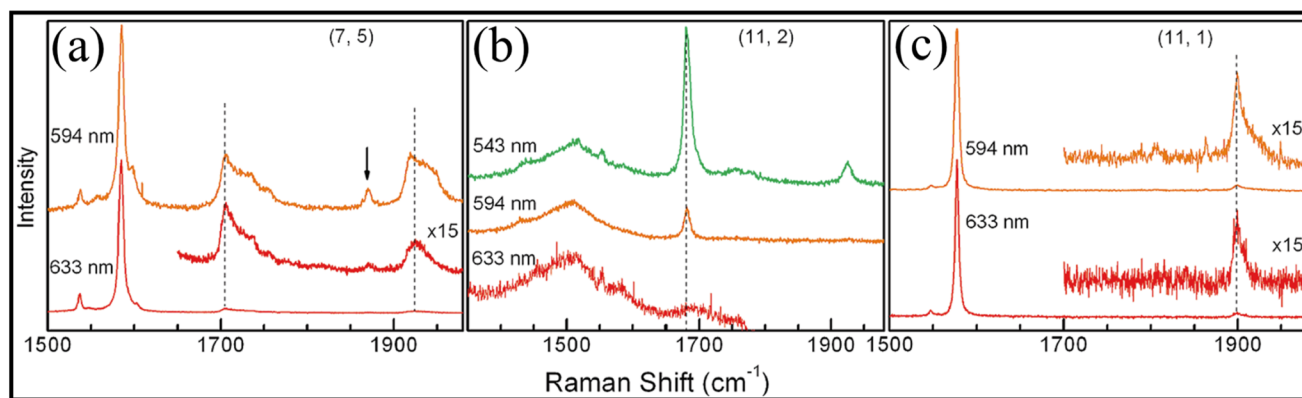 (a)
(7, 5)
594 nm
x15
633 nm
(b)
(11, 2)
543 nm
594 nm
633 nm
(c)
(11, 1)
x15
594 nm
633 nm
x15
Intensity
1500 1700 1900
1500 1700 1900
1500 1700 1900
Raman Shift (cm⁻¹)